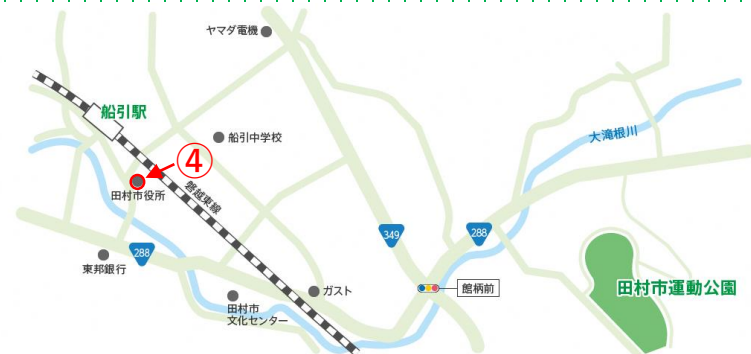 ヤマダ電機
船引駅
船引中学校
大滝根川
④
田村市役所
磐越東線
349
288
288
東邦銀行
館柄前
田村市運動公園
ガスト
田村市
文化センター